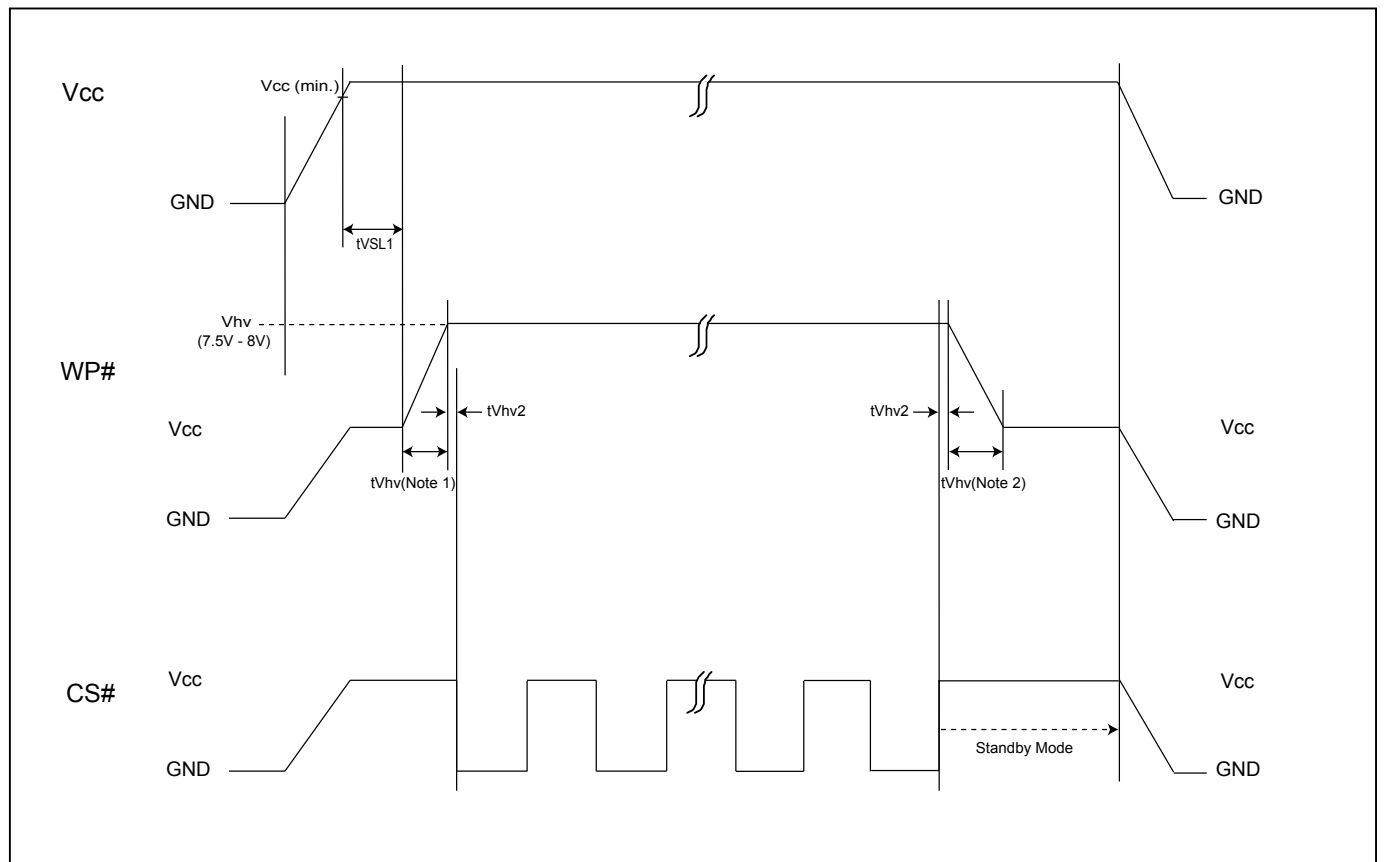 Vcc
Vcc (min.)
GND
GND
tVSL1
Vhv
(7.5V - 8V)
WP#
tVhv2
tVhv2
Vcc
Vcc
tVhv(Note 1)
tVhv(Note 2)
GND
GND
CS#
Vcc
Vcc
Standby Mode
GND
GND